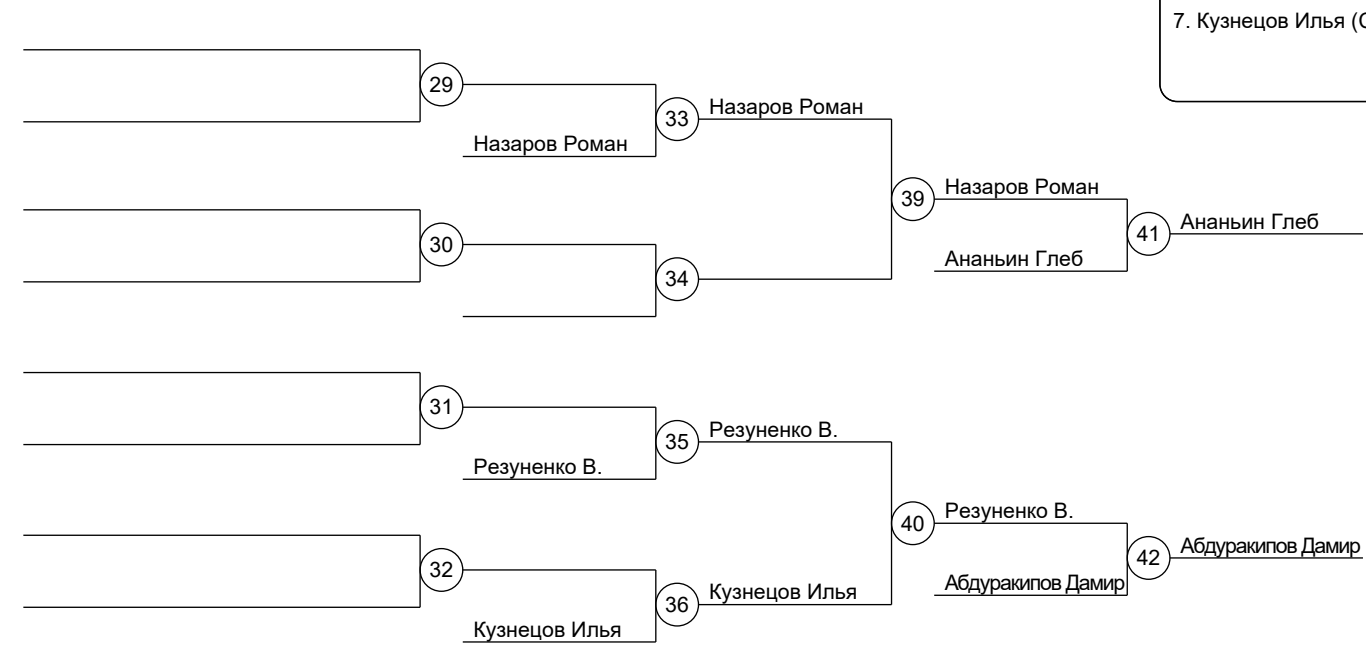 7. Кузнецов Илья (С
29
33
Назаров Роман
Назаров Роман
39
Назаров Роман
41
Ананьин Глеб
30
Ананьин Глеб
34
31
35
Резуненко В.
Резуненко В.
40
Резуненко В.
42
Абдуракипов Дамир
Абдуракипов Дамир
32
36
Кузнецов Илья
Кузнецов Илья